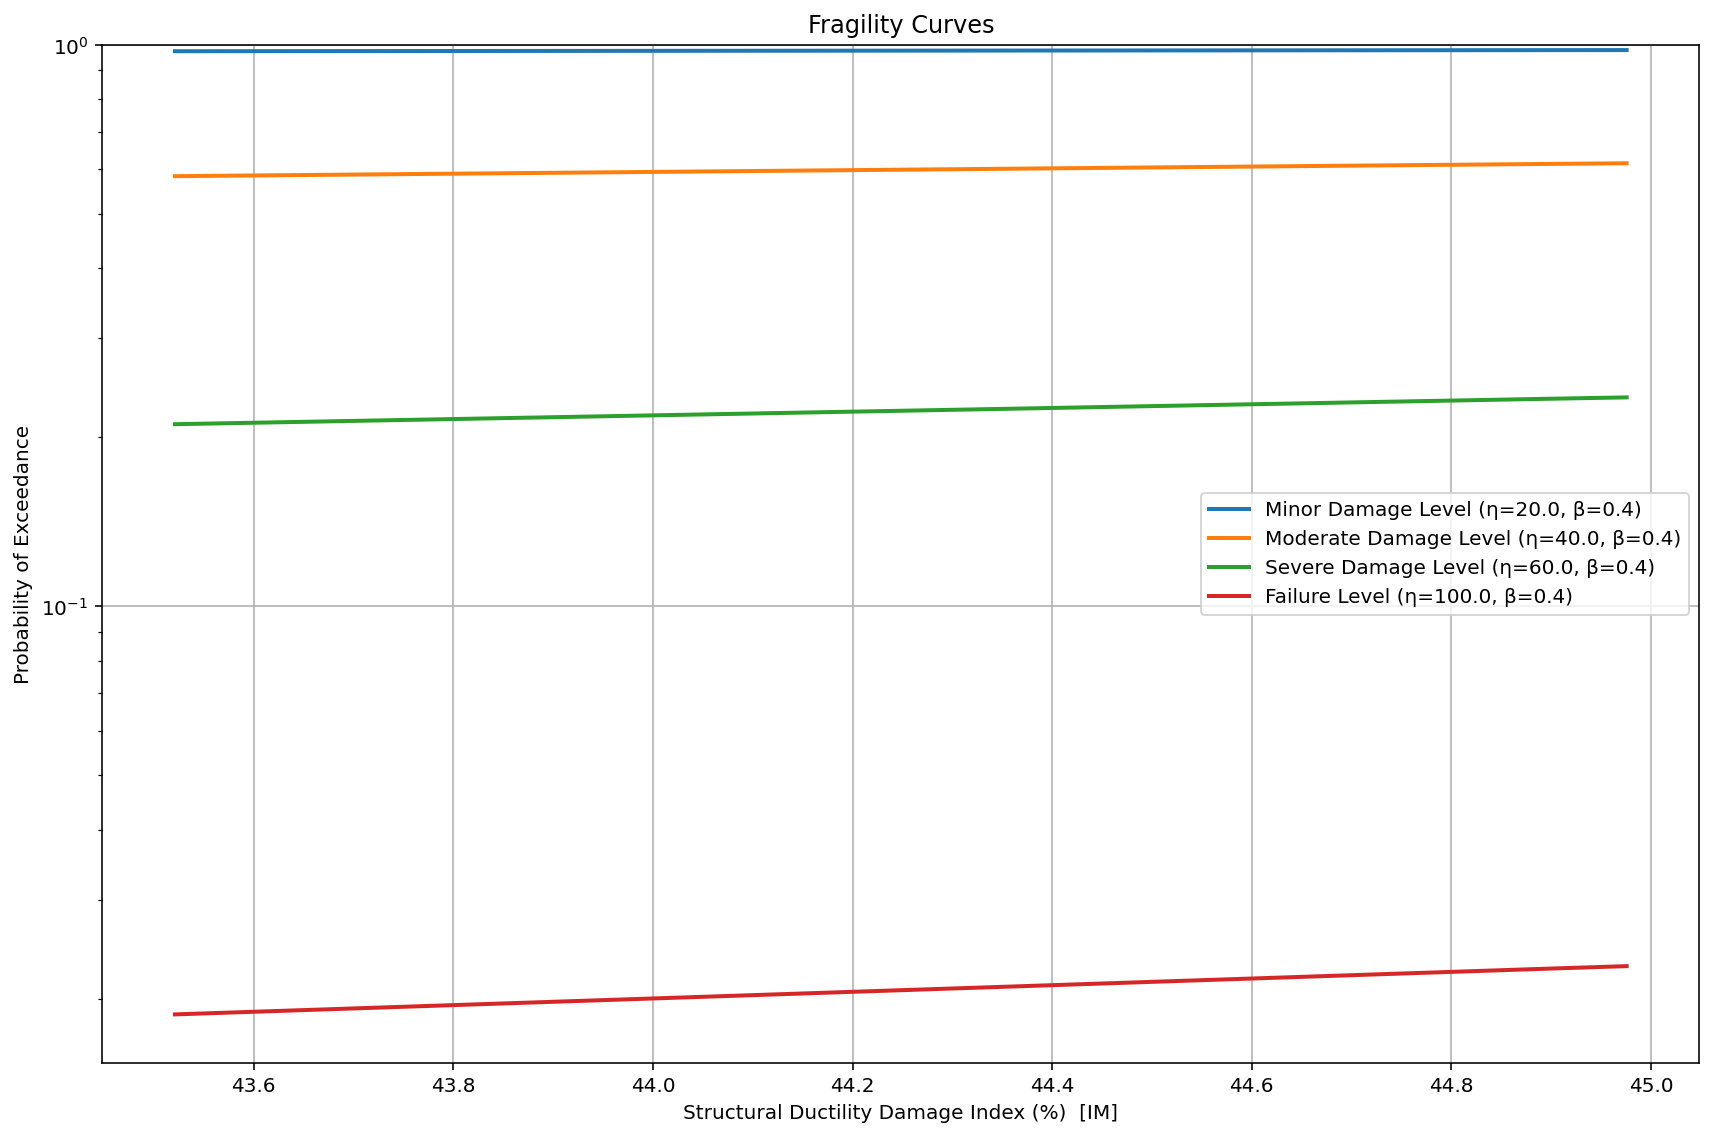 Fragility Curves
10⁰
10⁻¹
Probability of Exceedance
Minor Damage Level (η=20.0, β=0.4)
Moderate Damage Level (η=40.0, β=0.4)
Severe Damage Level (η=60.0, β=0.4)
Failure Level (η=100.0, β=0.4)
43.6 43.8 44.0 44.2 44.4 44.6 44.8 45.0
Structural Ductility Damage Index (%)  [IM]